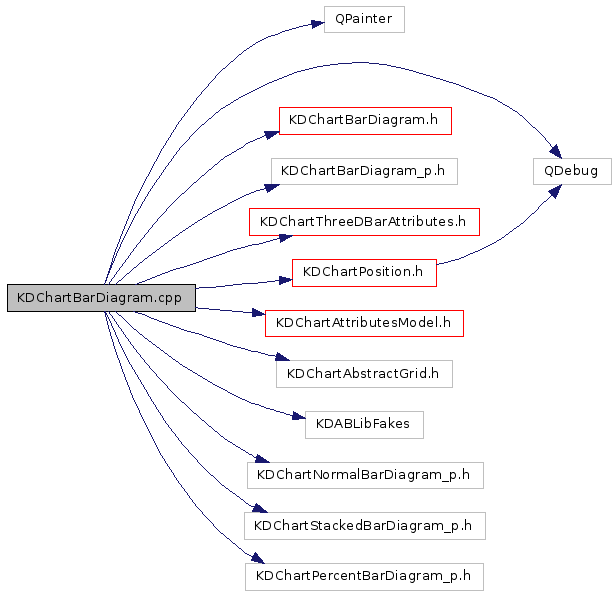 QPainter
KDChartBarDiagram.h
KDChartBarDiagram_p.h
QDebug
KDChartThreeDBarAttributes.h
KDChartPosition.h
KDChartBarDiagram.cpp
KDChartAttributesModel.h
KDChartAbstractGrid.h
KDABLibFakes
KDChartNormalBarDiagram_p.h
KDChartStackedBarDiagram_p.h
KDChartPercentBarDiagram_p.h